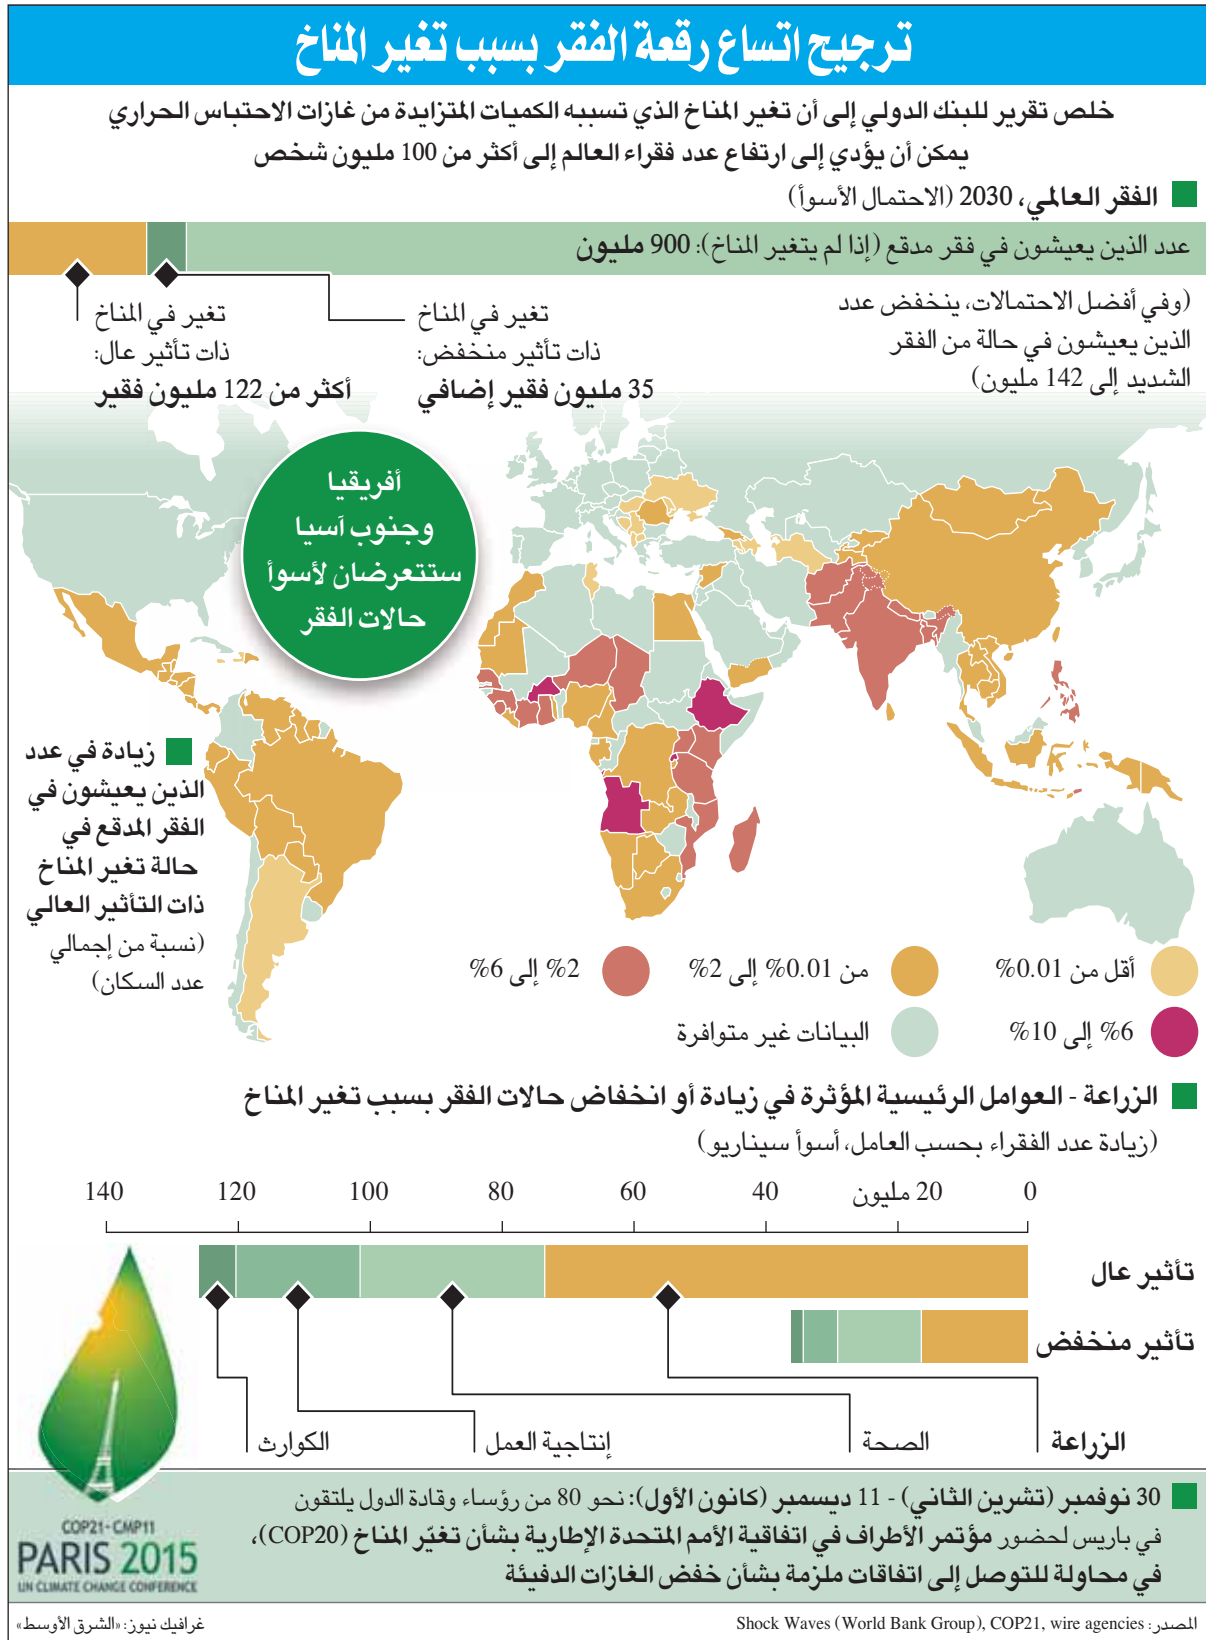 ترجيح اتساع رقعة الفقر بسبب تغير المناخ
خلص تقرير للبنك الدولي إلى أن تغير المناخ الذي تسببه الكميات المتزايدة من غازات الاحتباس الحراري
يمكن أن يؤدي إلى ارتفاع عدد فقراء العالم إلى أكثر من 100 مليون شخص
الفقر العالمي، 2030 (الاحتمال الأسوأ)
عدد الذين يعيشون في فقر مدقع (إذا لم يتغير المناخ): 900 مليون
(وفي أفضل الاحتمالات، ينخفض عدد
الذين يعيشون في حالة من الفقر
الشديد إلى 142 مليون)
تغير في المناخ
ذات تأثير منخفض:
35 مليون فقير إضافي
تغير في المناخ
ذات تأثير عال:
أكثر من 122 مليون فقير
أفريقيا
وجنوب آسيا
ستتعرضان لأسوأ
حالات الفقر
زيادة في عدد
الذين يعيشون في
الفقر المدقع في
حالة تغير المناخ
ذات التأثير العالي
(نسبة من إجمالي
عدد السكان)
أقل من 0.01%
من 0.01% إلى 2%
2% إلى 6%
6% إلى 10%
البيانات غير متوافرة
الزراعة - العوامل الرئيسية المؤثرة في زيادة أو انخفاض حالات الفقر بسبب تغير المناخ
(زيادة عدد الفقراء بحسب العامل، أسوأ سيناريو)
0 20 مليون 40 60 80 100 120 140
تأثير عال
تأثير منخفض
الزراعة
الصحة
إنتاجية العمل
الكوارث
30 نوفمبر (تشرين الثاني) - 11 ديسمبر (كانون الأول): نحو 80 من رؤساء وقادة الدول يلتقون
في باريس لحضور مؤتمر الأطراف في اتفاقية الأمم المتحدة الإطارية بشأن تغيّر المناخ (COP20)،
في محاولة للتوصل إلى اتفاقات ملزمة بشأن خفض الغازات الدفيئة
COP21 - CMP11
PARIS 2015
UN CLIMATE CHANGE CONFERENCE
المصدر: Shock Waves (World Bank Group), COP21, wire agencies
غرافيك نيوز: «الشرق الأوسط»